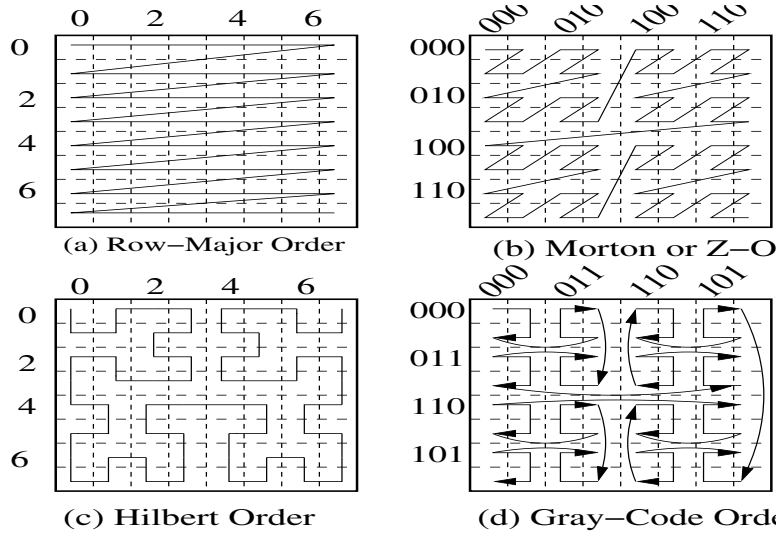 0 2 4 6
0
2
4
6
(a) Row-Major Order
000 010 100 110
000
010
100
110
(b) Morton or Z-O
0 2 4 6
0
2
4
6
(c) Hilbert Order
000 011 110 101
000
011
110
101
(d) Gray-Code Orde